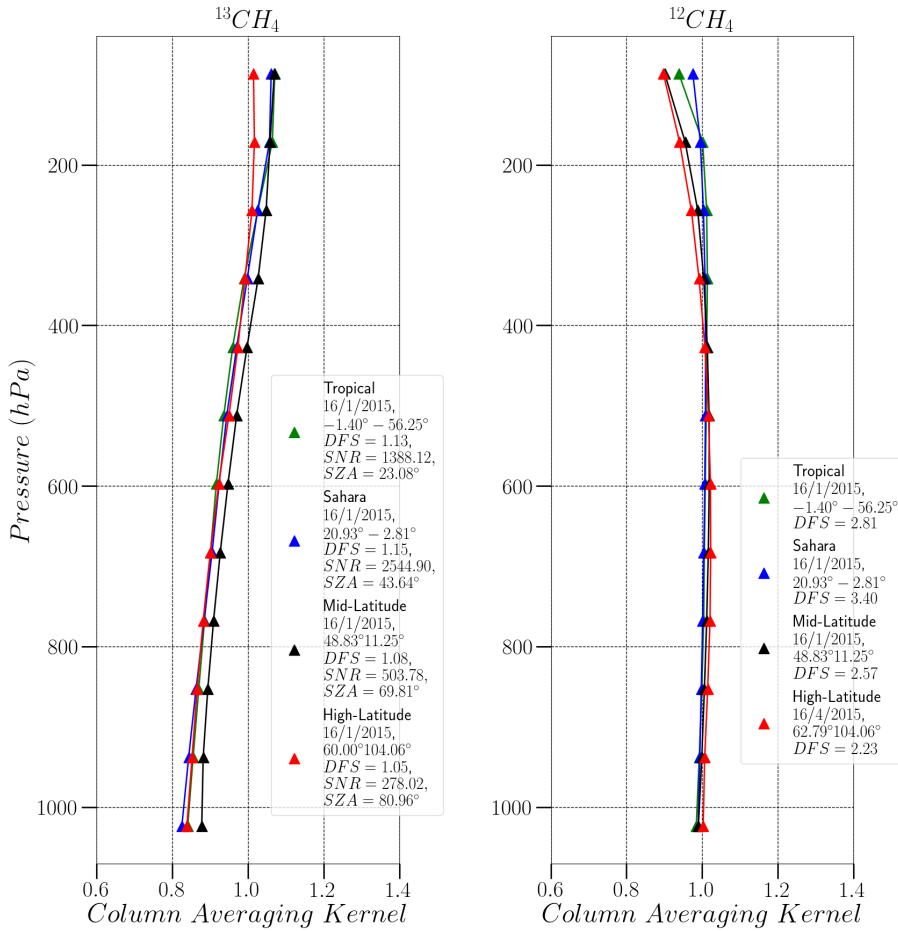 ¹³CH₄
200
400
600
800
1000
Pressure (hPa)
0.6 0.8 1.0 1.2 1.4
Column Averaging Kernel
Tropical
16/1/2015,
−1.40° − 56.25°
DFS = 1.13,
SNR = 1388.12,
SZA = 23.08°
Sahara
16/1/2015,
20.93° − 2.81°
DFS = 1.15,
SNR = 2544.90,
SZA = 43.64°
Mid-Latitude
16/1/2015,
48.83°11.25°
DFS = 1.08,
SNR = 503.78,
SZA = 69.81°
High-Latitude
16/1/2015,
60.00°104.06°
DFS = 1.05,
SNR = 278.02,
SZA = 80.96°
¹²CH₄
200
400
600
800
1000
0.6 0.8 1.0 1.2 1.4
Column Averaging Kernel
Tropical
16/1/2015,
−1.40° − 56.25°
DFS = 2.81
Sahara
16/1/2015,
20.93° − 2.81°
DFS = 3.40
Mid-Latitude
16/1/2015,
48.83°11.25°
DFS = 2.57
High-Latitude
16/4/2015,
62.79°104.06°
DFS = 2.23